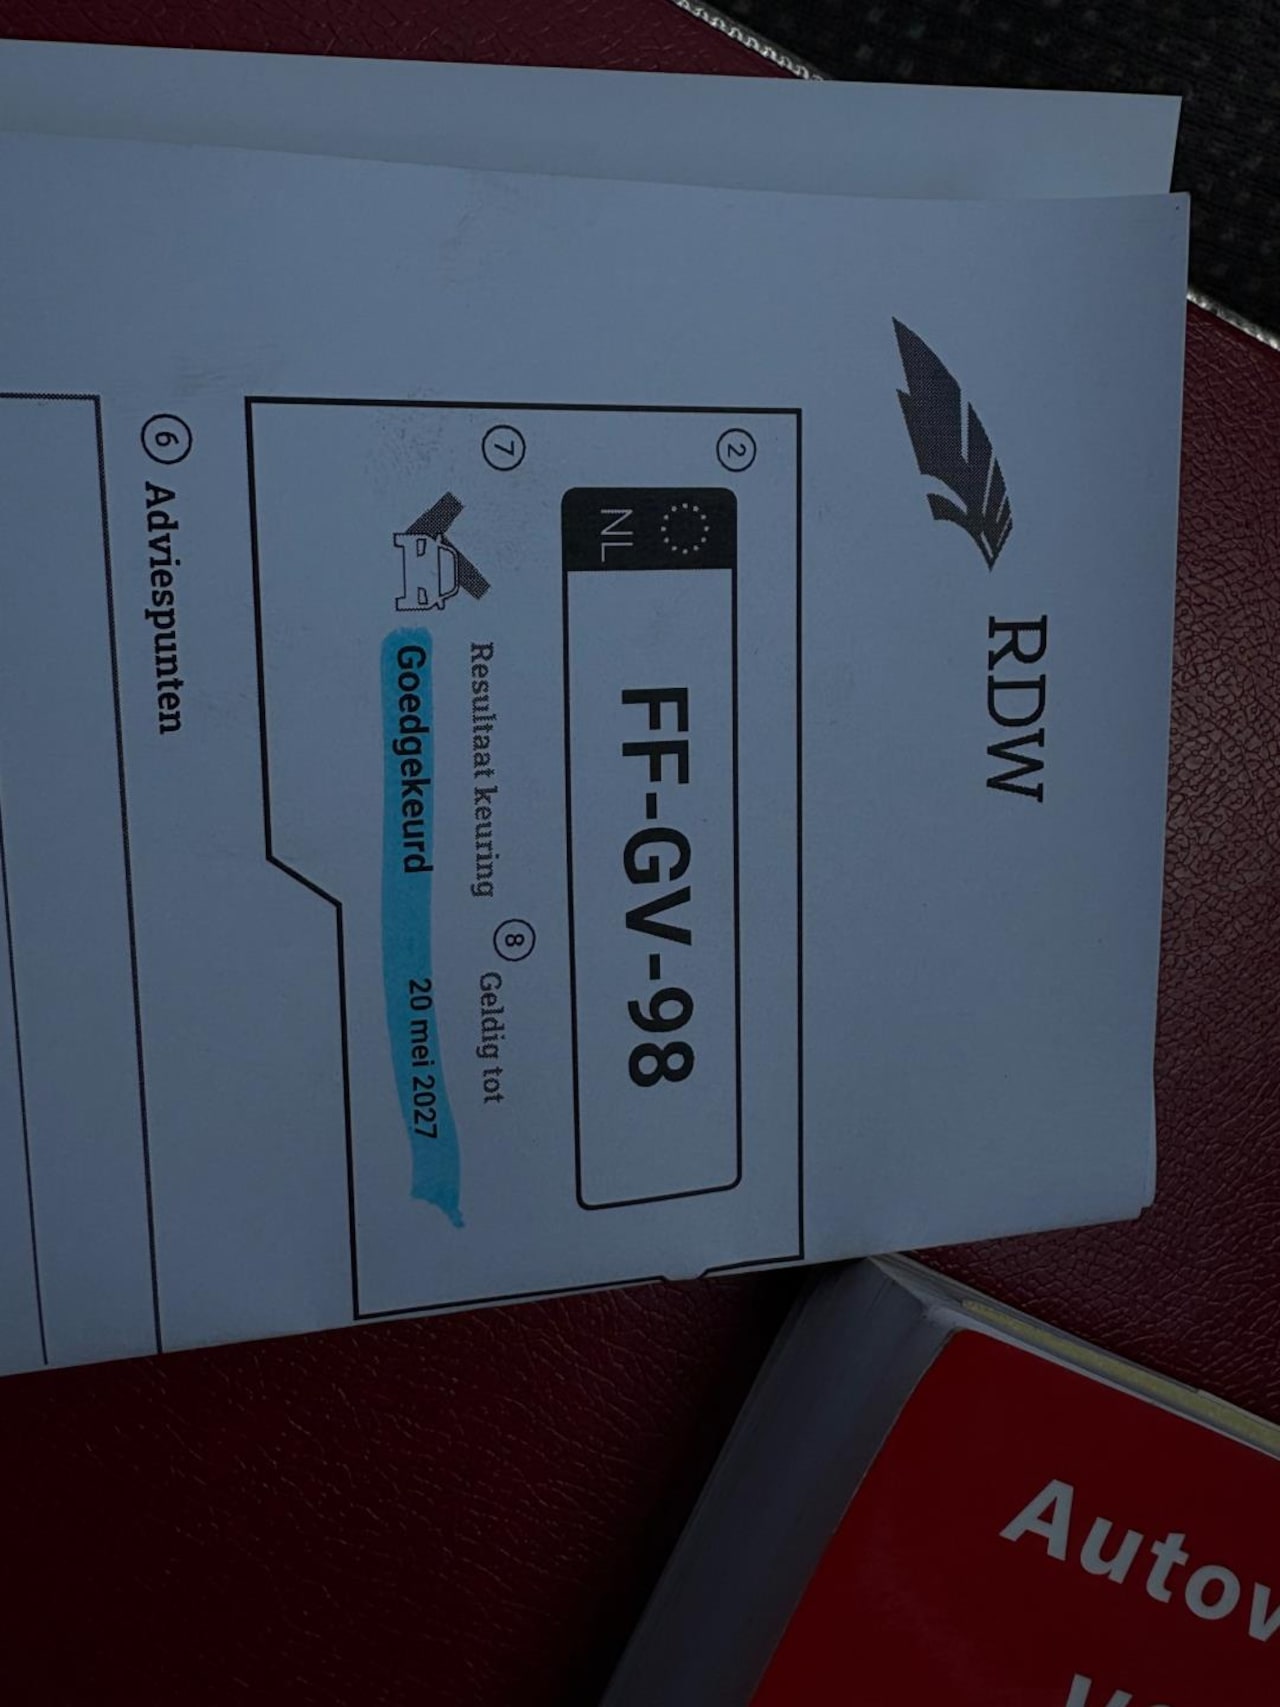 RDW
2
NL
FF-GV-98
7
Resultaat keuring
8
Geldig tot
Goedgekeurd
20 mei 2027
6
Adviespunten